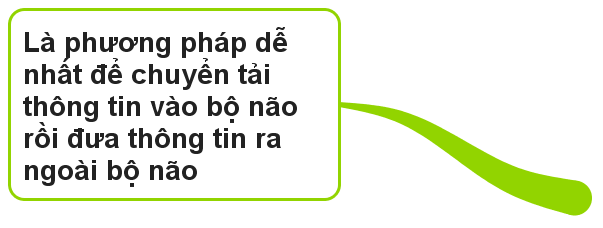 Là phương pháp dễ
nhất để chuyển tải
thông tin vào bộ não
rồi đưa thông tin ra
ngoài bộ não